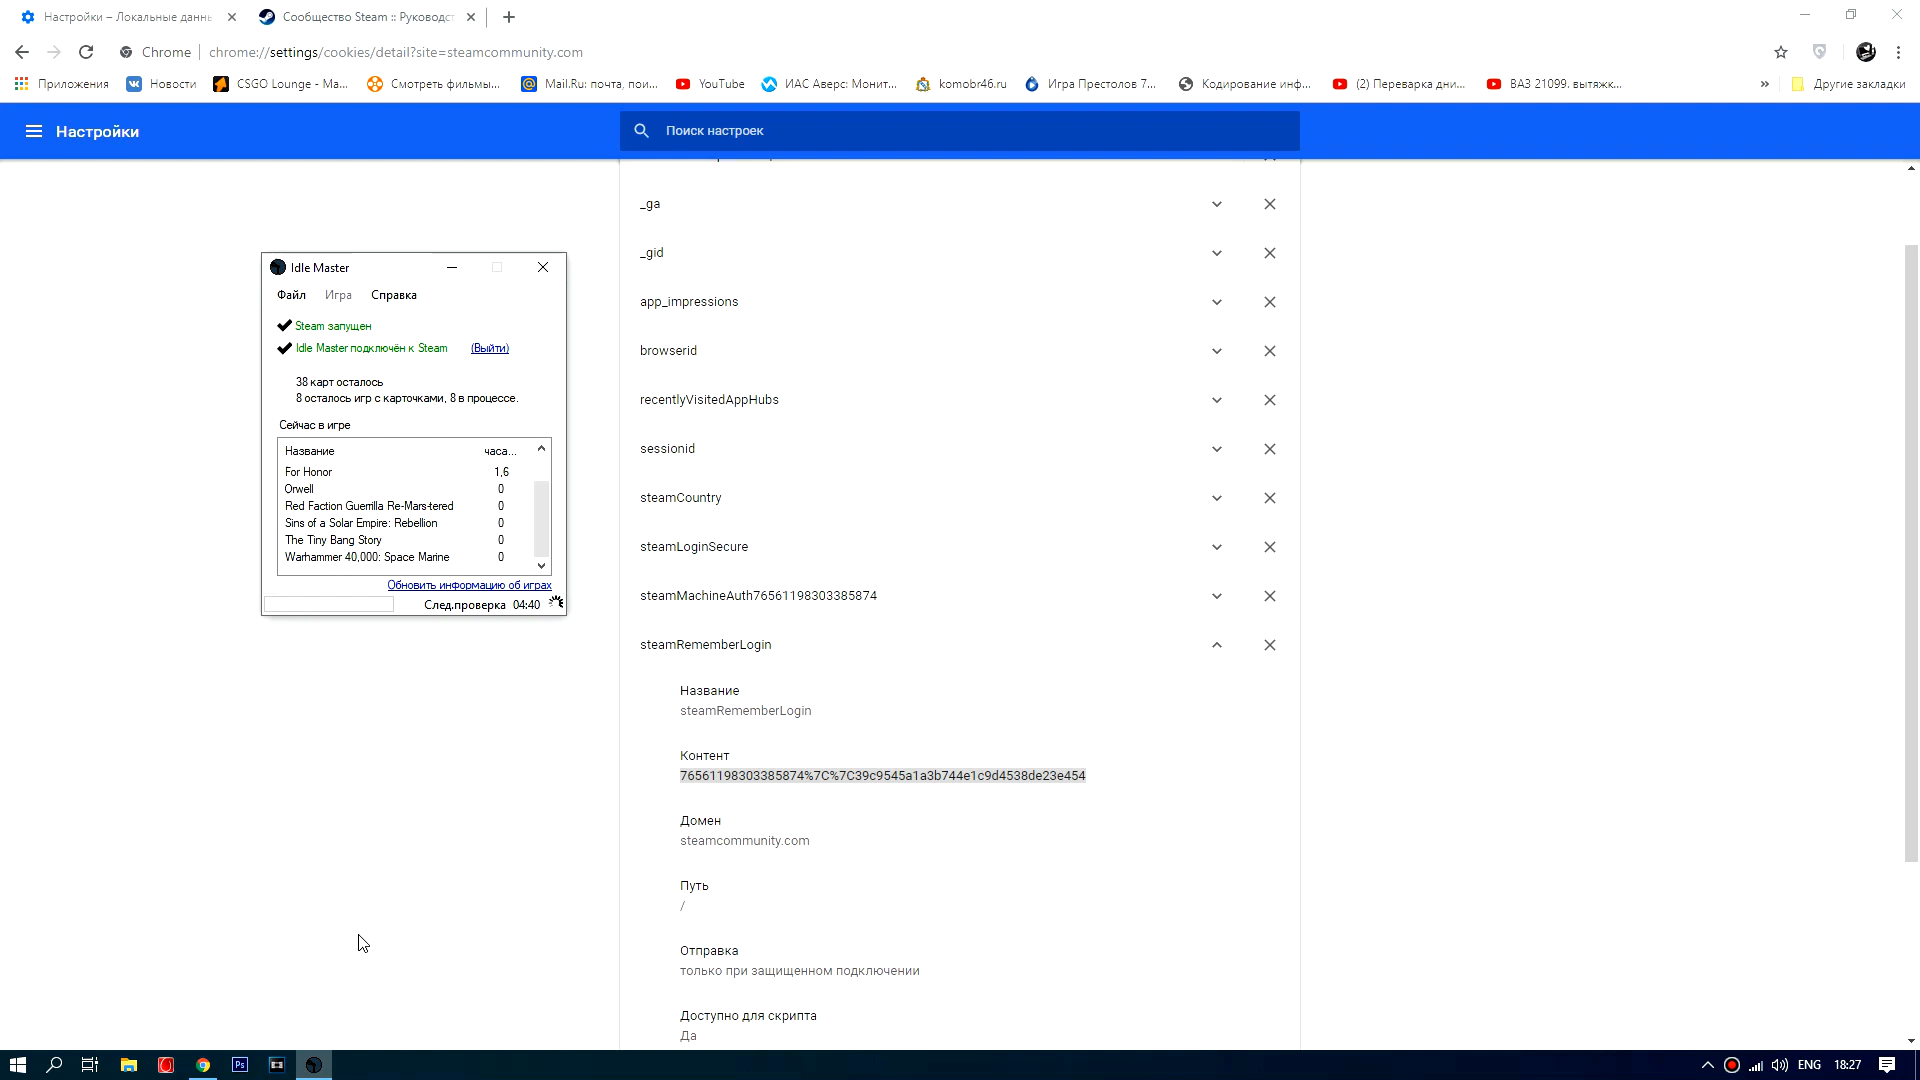 Настройки – Локальные даннь
Сообщество Steam :: Руководст
Chrome
chrome://settings/cookies/detail?site=steamcommunity.com
Приложения
Новости
CSGO Lounge - Ma...
Смотреть фильмы...
Mail.Ru: почта, пои...
YouTube
ИАС Аверс: Монит...
komobr46.ru
Игра Престолов 7...
Кодирование инф...
(2) Переварка дни...
ВАЗ 21099. вытяжк...
»
Другие закладки
Настройки
Поиск настроек
_ga
_gid
app_impressions
browserid
recentlyVisitedAppHubs
sessionid
steamCountry
steamLoginSecure
steamMachineAuth76561198303385874
steamRememberLogin
Название
steamRememberLogin
Контент
76561198303385874%7C%7C39c9545a1a3b744e1c9d4538de23e454
Домен
steamcommunity.com
Путь
/
Отправка
только при защищенном подключении
Доступно для скрипта
Да
Idle Master
Файл Игра Справка
Steam запущен
Idle Master подключён к Steam (Выйти)
38 карт осталось
8 осталось игр с карточками, 8 в процессе.
Сейчас в игре
Название часа...
For Honor 1,6
Orwell 0
Red Faction Guerrilla Re-Mars-tered 0
Sins of a Solar Empire: Rebellion 0
The Tiny Bang Story 0
Warhammer 40,000: Space Marine 0
Обновить информацию об играх
След.проверка 04:40
Ps
ENG 18:27